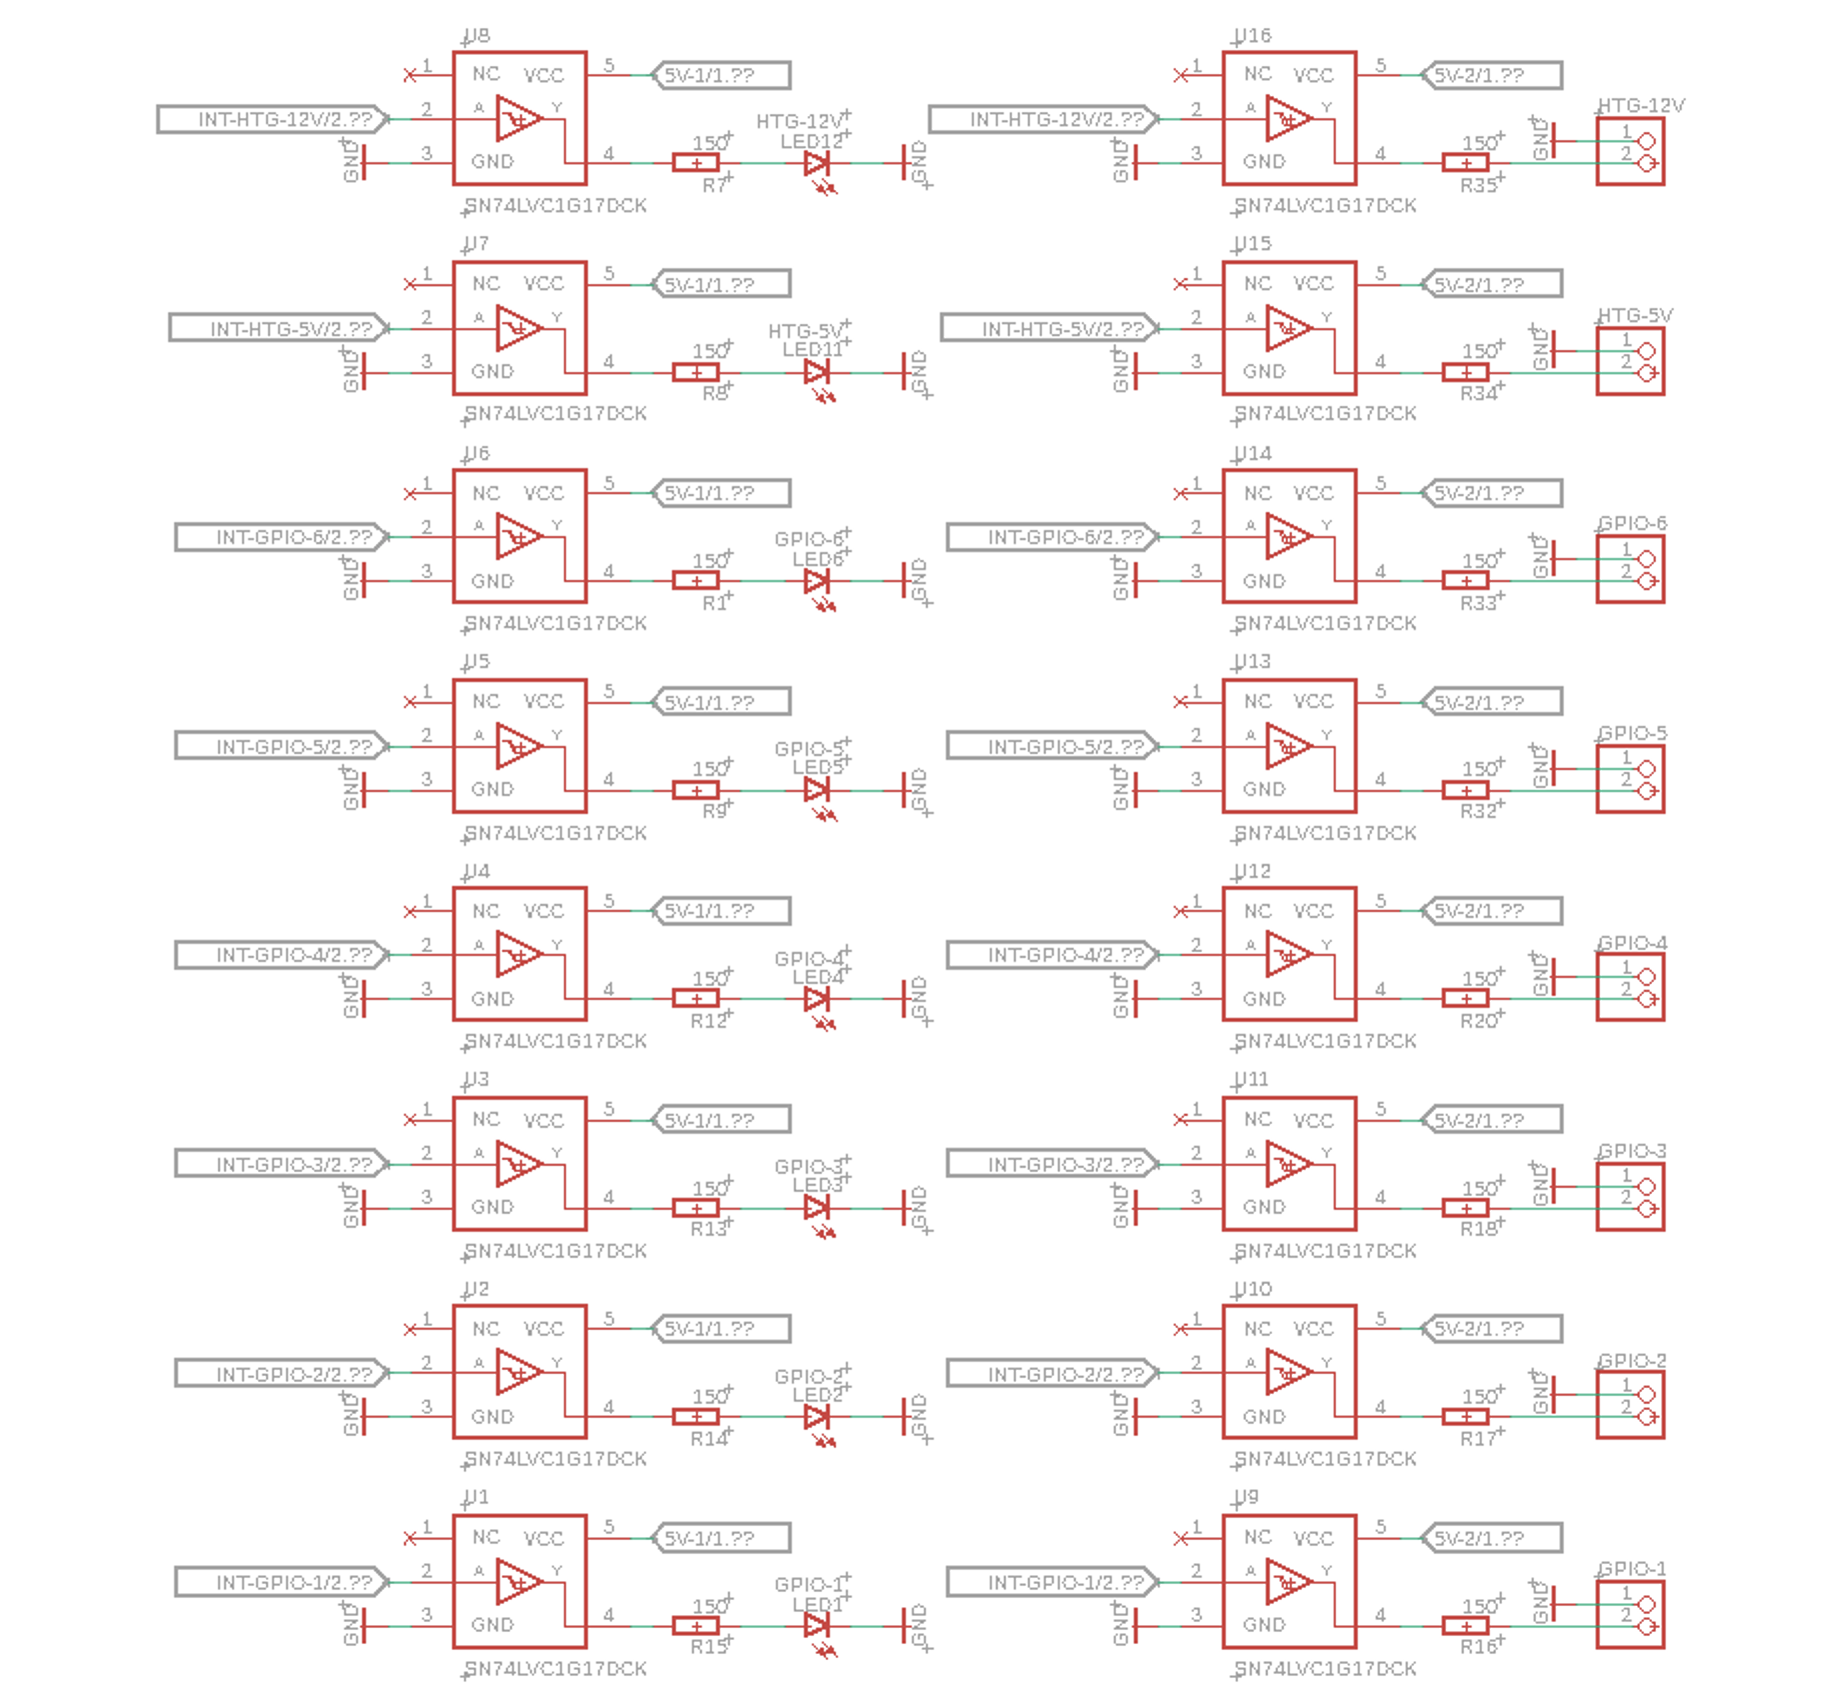 U8
1 NC VCC 5 5V-1/1.??
INT-HTG-12V/2.?? 2 A Y
GND 3 GND 4 150 R7 HTG-12V LED12 GND
SN74LVC1G17DCK
U16
1 NC VCC 5 5V-2/1.??
INT-HTG-12V/2.?? 2 A Y
GND 3 GND 4 150 R35 GND HTG-12V 1 2
SN74LVC1G17DCK
U7
1 NC VCC 5 5V-1/1.??
INT-HTG-5V/2.?? 2 A Y
GND 3 GND 4 150 R8 HTG-5V LED11 GND
SN74LVC1G17DCK
U15
1 NC VCC 5 5V-2/1.??
INT-HTG-5V/2.?? 2 A Y
GND 3 GND 4 150 R34 GND HTG-5V 1 2
SN74LVC1G17DCK
U6
1 NC VCC 5 5V-1/1.??
INT-GPIO-6/2.?? 2 A Y
GND 3 GND 4 150 R1 GPIO-6 LED6 GND
SN74LVC1G17DCK
U14
1 NC VCC 5 5V-2/1.??
INT-GPIO-6/2.?? 2 A Y
GND 3 GND 4 150 R33 GND GPIO-6 1 2
SN74LVC1G17DCK
U5
1 NC VCC 5 5V-1/1.??
INT-GPIO-5/2.?? 2 A Y
GND 3 GND 4 150 R9 GPIO-5 LED5 GND
SN74LVC1G17DCK
U13
1 NC VCC 5 5V-2/1.??
INT-GPIO-5/2.?? 2 A Y
GND 3 GND 4 150 R32 GND GPIO-5 1 2
SN74LVC1G17DCK
U4
1 NC VCC 5 5V-1/1.??
INT-GPIO-4/2.?? 2 A Y
GND 3 GND 4 150 R12 GPIO-4 LED4 GND
SN74LVC1G17DCK
U12
1 NC VCC 5 5V-2/1.??
INT-GPIO-4/2.?? 2 A Y
GND 3 GND 4 150 R20 GND GPIO-4 1 2
SN74LVC1G17DCK
U3
1 NC VCC 5 5V-1/1.??
INT-GPIO-3/2.?? 2 A Y
GND 3 GND 4 150 R13 GPIO-3 LED3 GND
SN74LVC1G17DCK
U11
1 NC VCC 5 5V-2/1.??
INT-GPIO-3/2.?? 2 A Y
GND 3 GND 4 150 R18 GND GPIO-3 1 2
SN74LVC1G17DCK
U2
1 NC VCC 5 5V-1/1.??
INT-GPIO-2/2.?? 2 A Y
GND 3 GND 4 150 R14 GPIO-2 LED2 GND
SN74LVC1G17DCK
U10
1 NC VCC 5 5V-2/1.??
INT-GPIO-2/2.?? 2 A Y
GND 3 GND 4 150 R17 GND GPIO-2 1 2
SN74LVC1G17DCK
U1
1 NC VCC 5 5V-1/1.??
INT-GPIO-1/2.?? 2 A Y
GND 3 GND 4 150 R15 GPIO-1 LED1 GND
SN74LVC1G17DCK
U9
1 NC VCC 5 5V-2/1.??
INT-GPIO-1/2.?? 2 A Y
GND 3 GND 4 150 R16 GND GPIO-1 1 2
SN74LVC1G17DCK